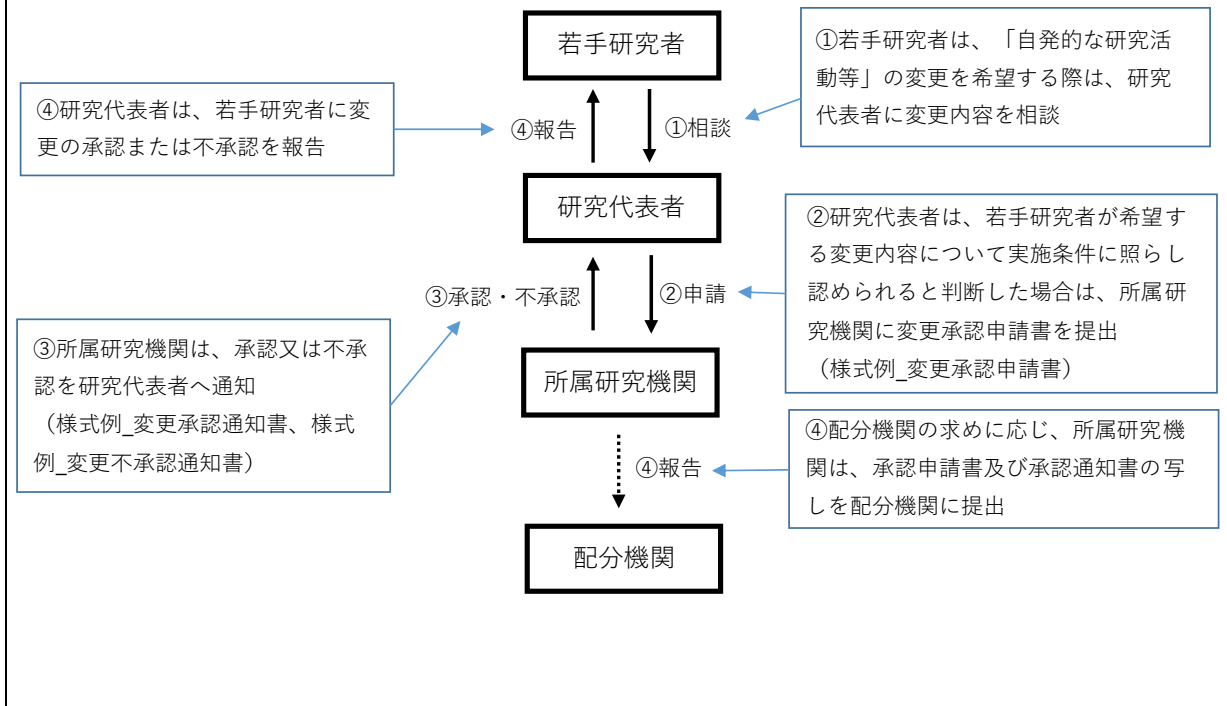 若手研究者
①若手研究者は、「自発的な研究活
動等」の変更を希望する際は、研究
代表者に変更内容を相談
④研究代表者は、若手研究者に変
更の承認または不承認を報告
④報告
①相談
研究代表者
②研究代表者は、若手研究者が希望す
る変更内容について実施条件に照らし
認められると判断した場合は、所属研
究機関に変更承認申請書を提出
（様式例_変更承認申請書）
③承認・不承認
②申請
③所属研究機関は、承認又は不承
認を研究代表者へ通知
（様式例_変更承認通知書、様式
例_変更不承認通知書）
所属研究機関
④配分機関の求めに応じ、所属研究機
関は、承認申請書及び承認通知書の写
しを配分機関に提出
④報告
配分機関